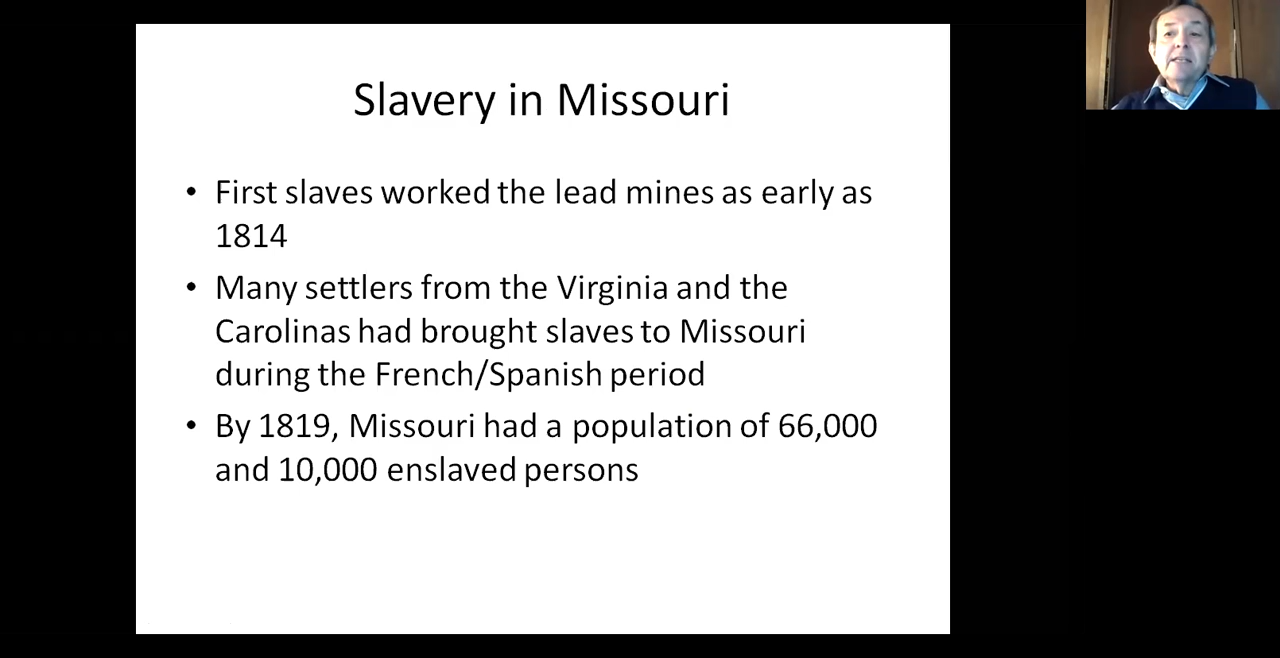 Slavery in Missouri
• First slaves worked the lead mines as early as
1814
• Many settlers from the Virginia and the
Carolinas had brought slaves to Missouri
during the French/Spanish period
• By 1819, Missouri had a population of 66,000
and 10,000 enslaved persons